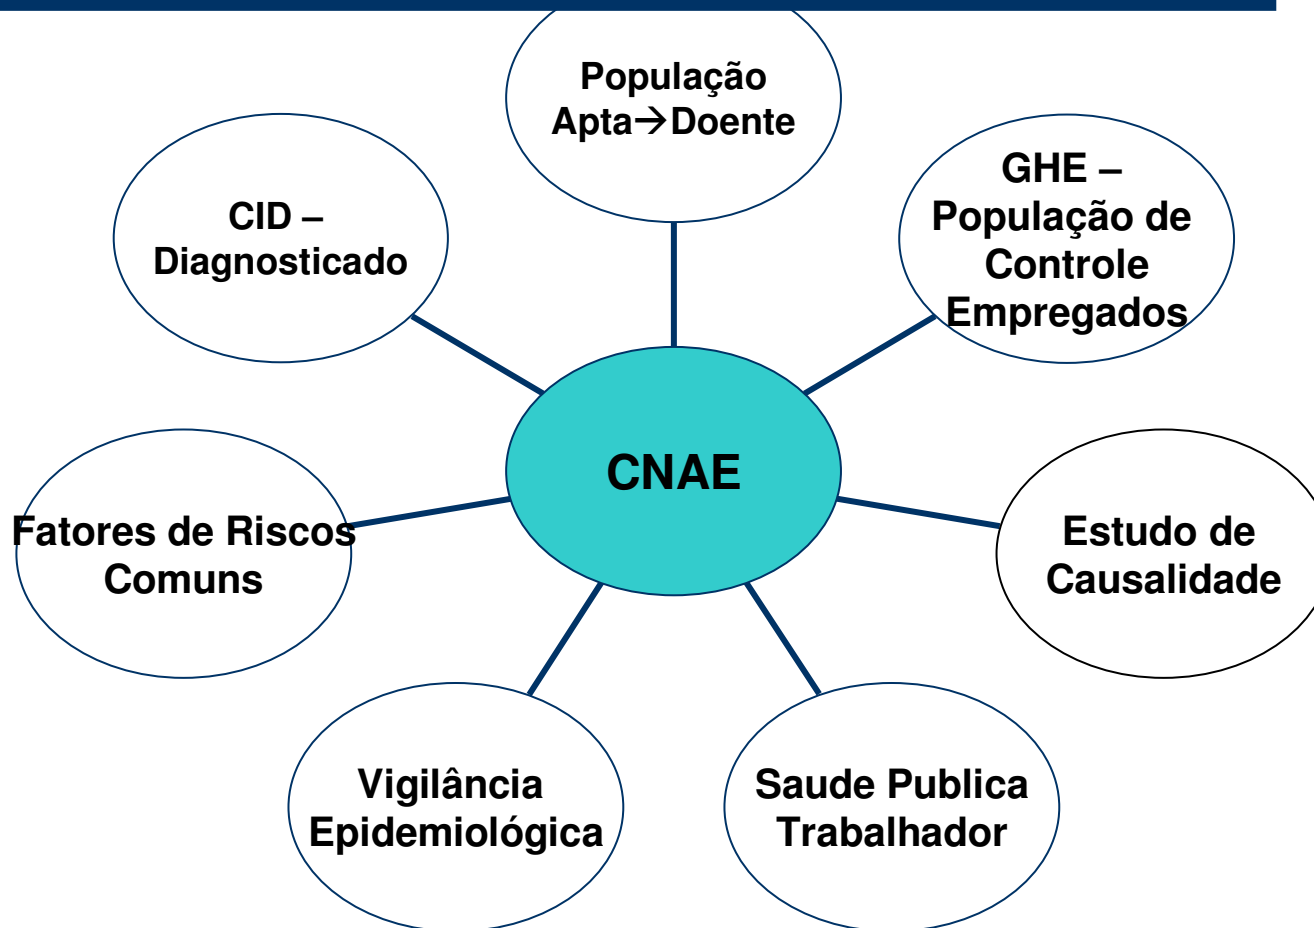 População
Apta→Doente
GHE –
População de
Controle
Empregados
CID –
Diagnosticado
CNAE
Fatores de Riscos
Comuns
Estudo de
Causalidade
Vigilância
Epidemiológica
Saude Publica
Trabalhador